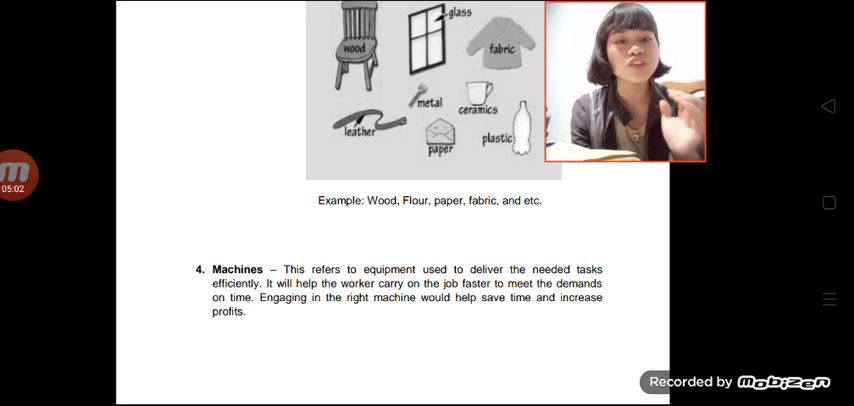 glass
wood
fabric
metal
ceramics
leather
paper
plastic
05:02
Example: Wood, Flour, paper, fabric, and etc.
4. Machines – This refers to equipment used to deliver the needed tasks
efficiently. It will help the worker carry on the job faster to meet the demands
on time. Engaging in the right machine would help save time and increase
profits.
Recorded by mobizen